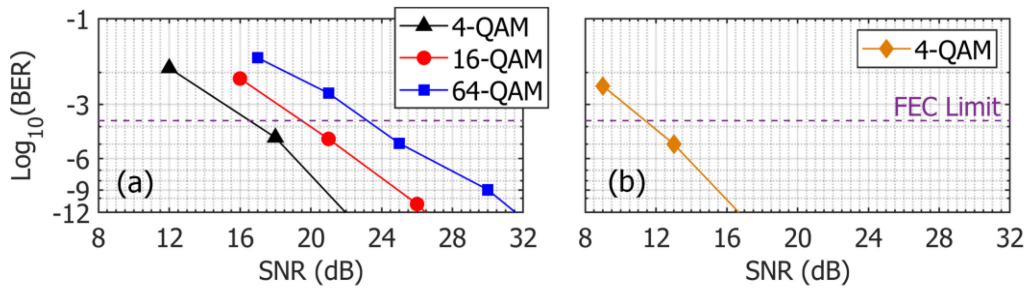 -1
-3
-6
-9
-12
Log10(BER)
4-QAM
16-QAM
64-QAM
(a)
8 12 16 20 24 28 32
SNR (dB)
4-QAM
FEC Limit
(b)
8 12 16 20 24 28 32
SNR (dB)